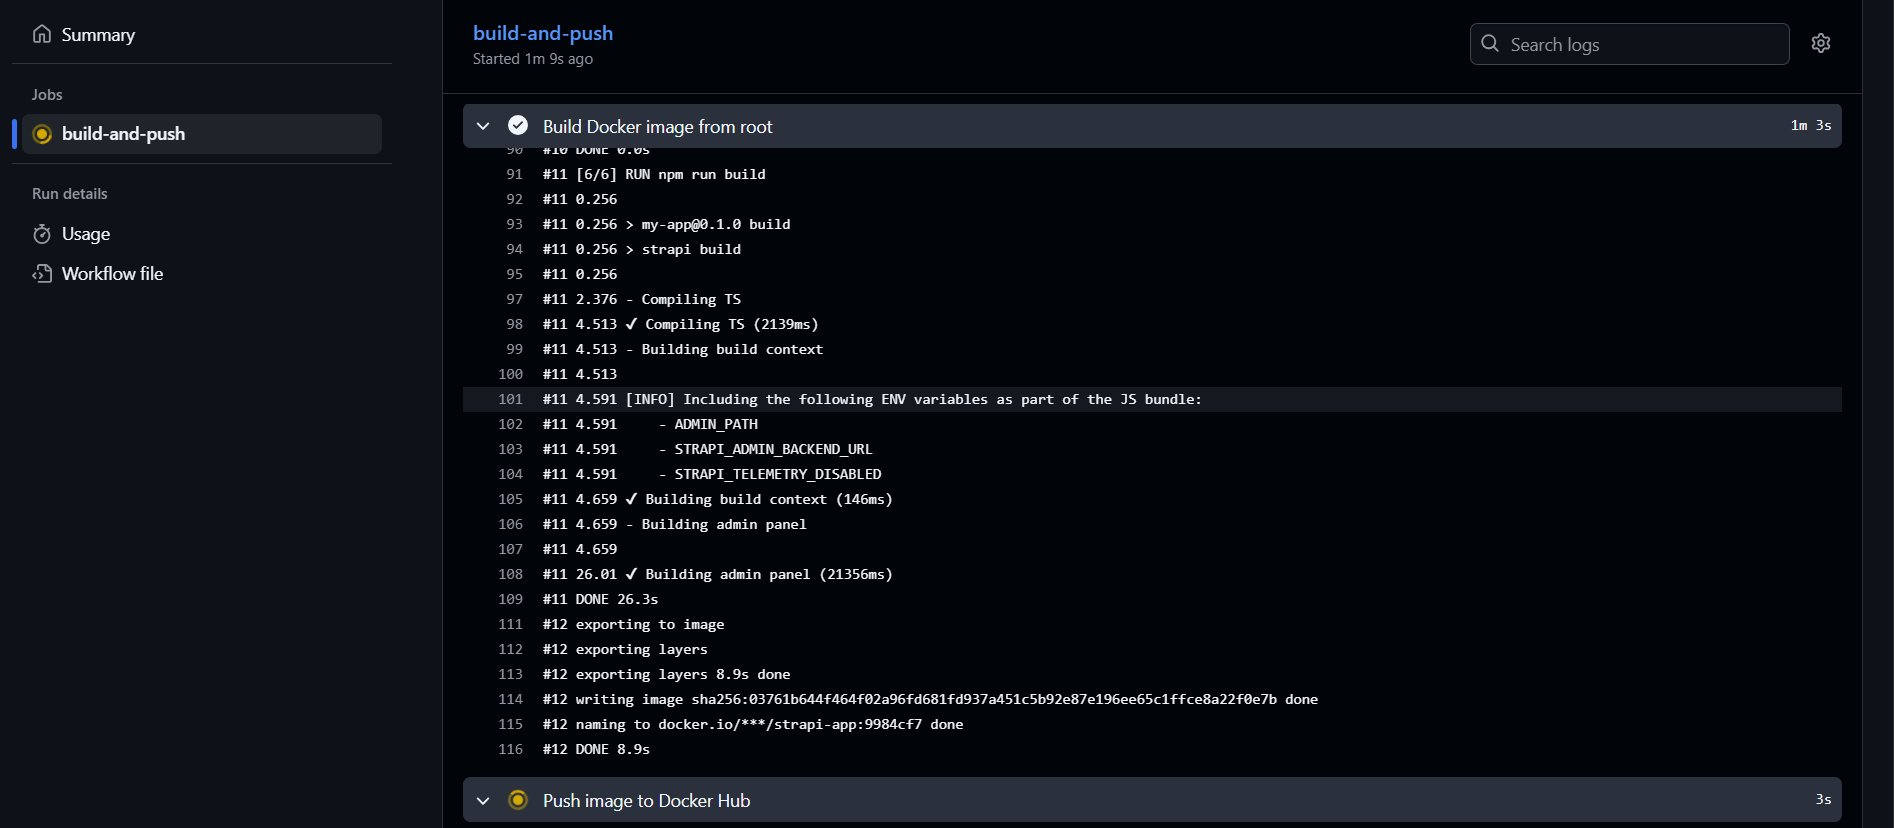 Summary
Jobs
build-and-push
Run details
Usage
Workflow file
build-and-push
Started 1m 9s ago
Search logs
Build Docker image from root 1m 3s
90 #10 DONE 0.0s
91 #11 [6/6] RUN npm run build
92 #11 0.256
93 #11 0.256 > my-app@0.1.0 build
94 #11 0.256 > strapi build
95 #11 0.256
97 #11 2.376 - Compiling TS
98 #11 4.513 ✓ Compiling TS (2139ms)
99 #11 4.513 - Building build context
100 #11 4.513
101 #11 4.591 [INFO] Including the following ENV variables as part of the JS bundle:
102 #11 4.591 - ADMIN_PATH
103 #11 4.591 - STRAPI_ADMIN_BACKEND_URL
104 #11 4.591 - STRAPI_TELEMETRY_DISABLED
105 #11 4.659 ✓ Building build context (146ms)
106 #11 4.659 - Building admin panel
107 #11 4.659
108 #11 26.01 ✓ Building admin panel (21356ms)
109 #11 DONE 26.3s
111 #12 exporting to image
112 #12 exporting layers
113 #12 exporting layers 8.9s done
114 #12 writing image sha256:03761b644f464f02a96fd681fd937a451c5b92e87e196ee65c1ffce8a22f0e7b done
115 #12 naming to docker.io/***/strapi-app:9984cf7 done
116 #12 DONE 8.9s
Push image to Docker Hub 3s